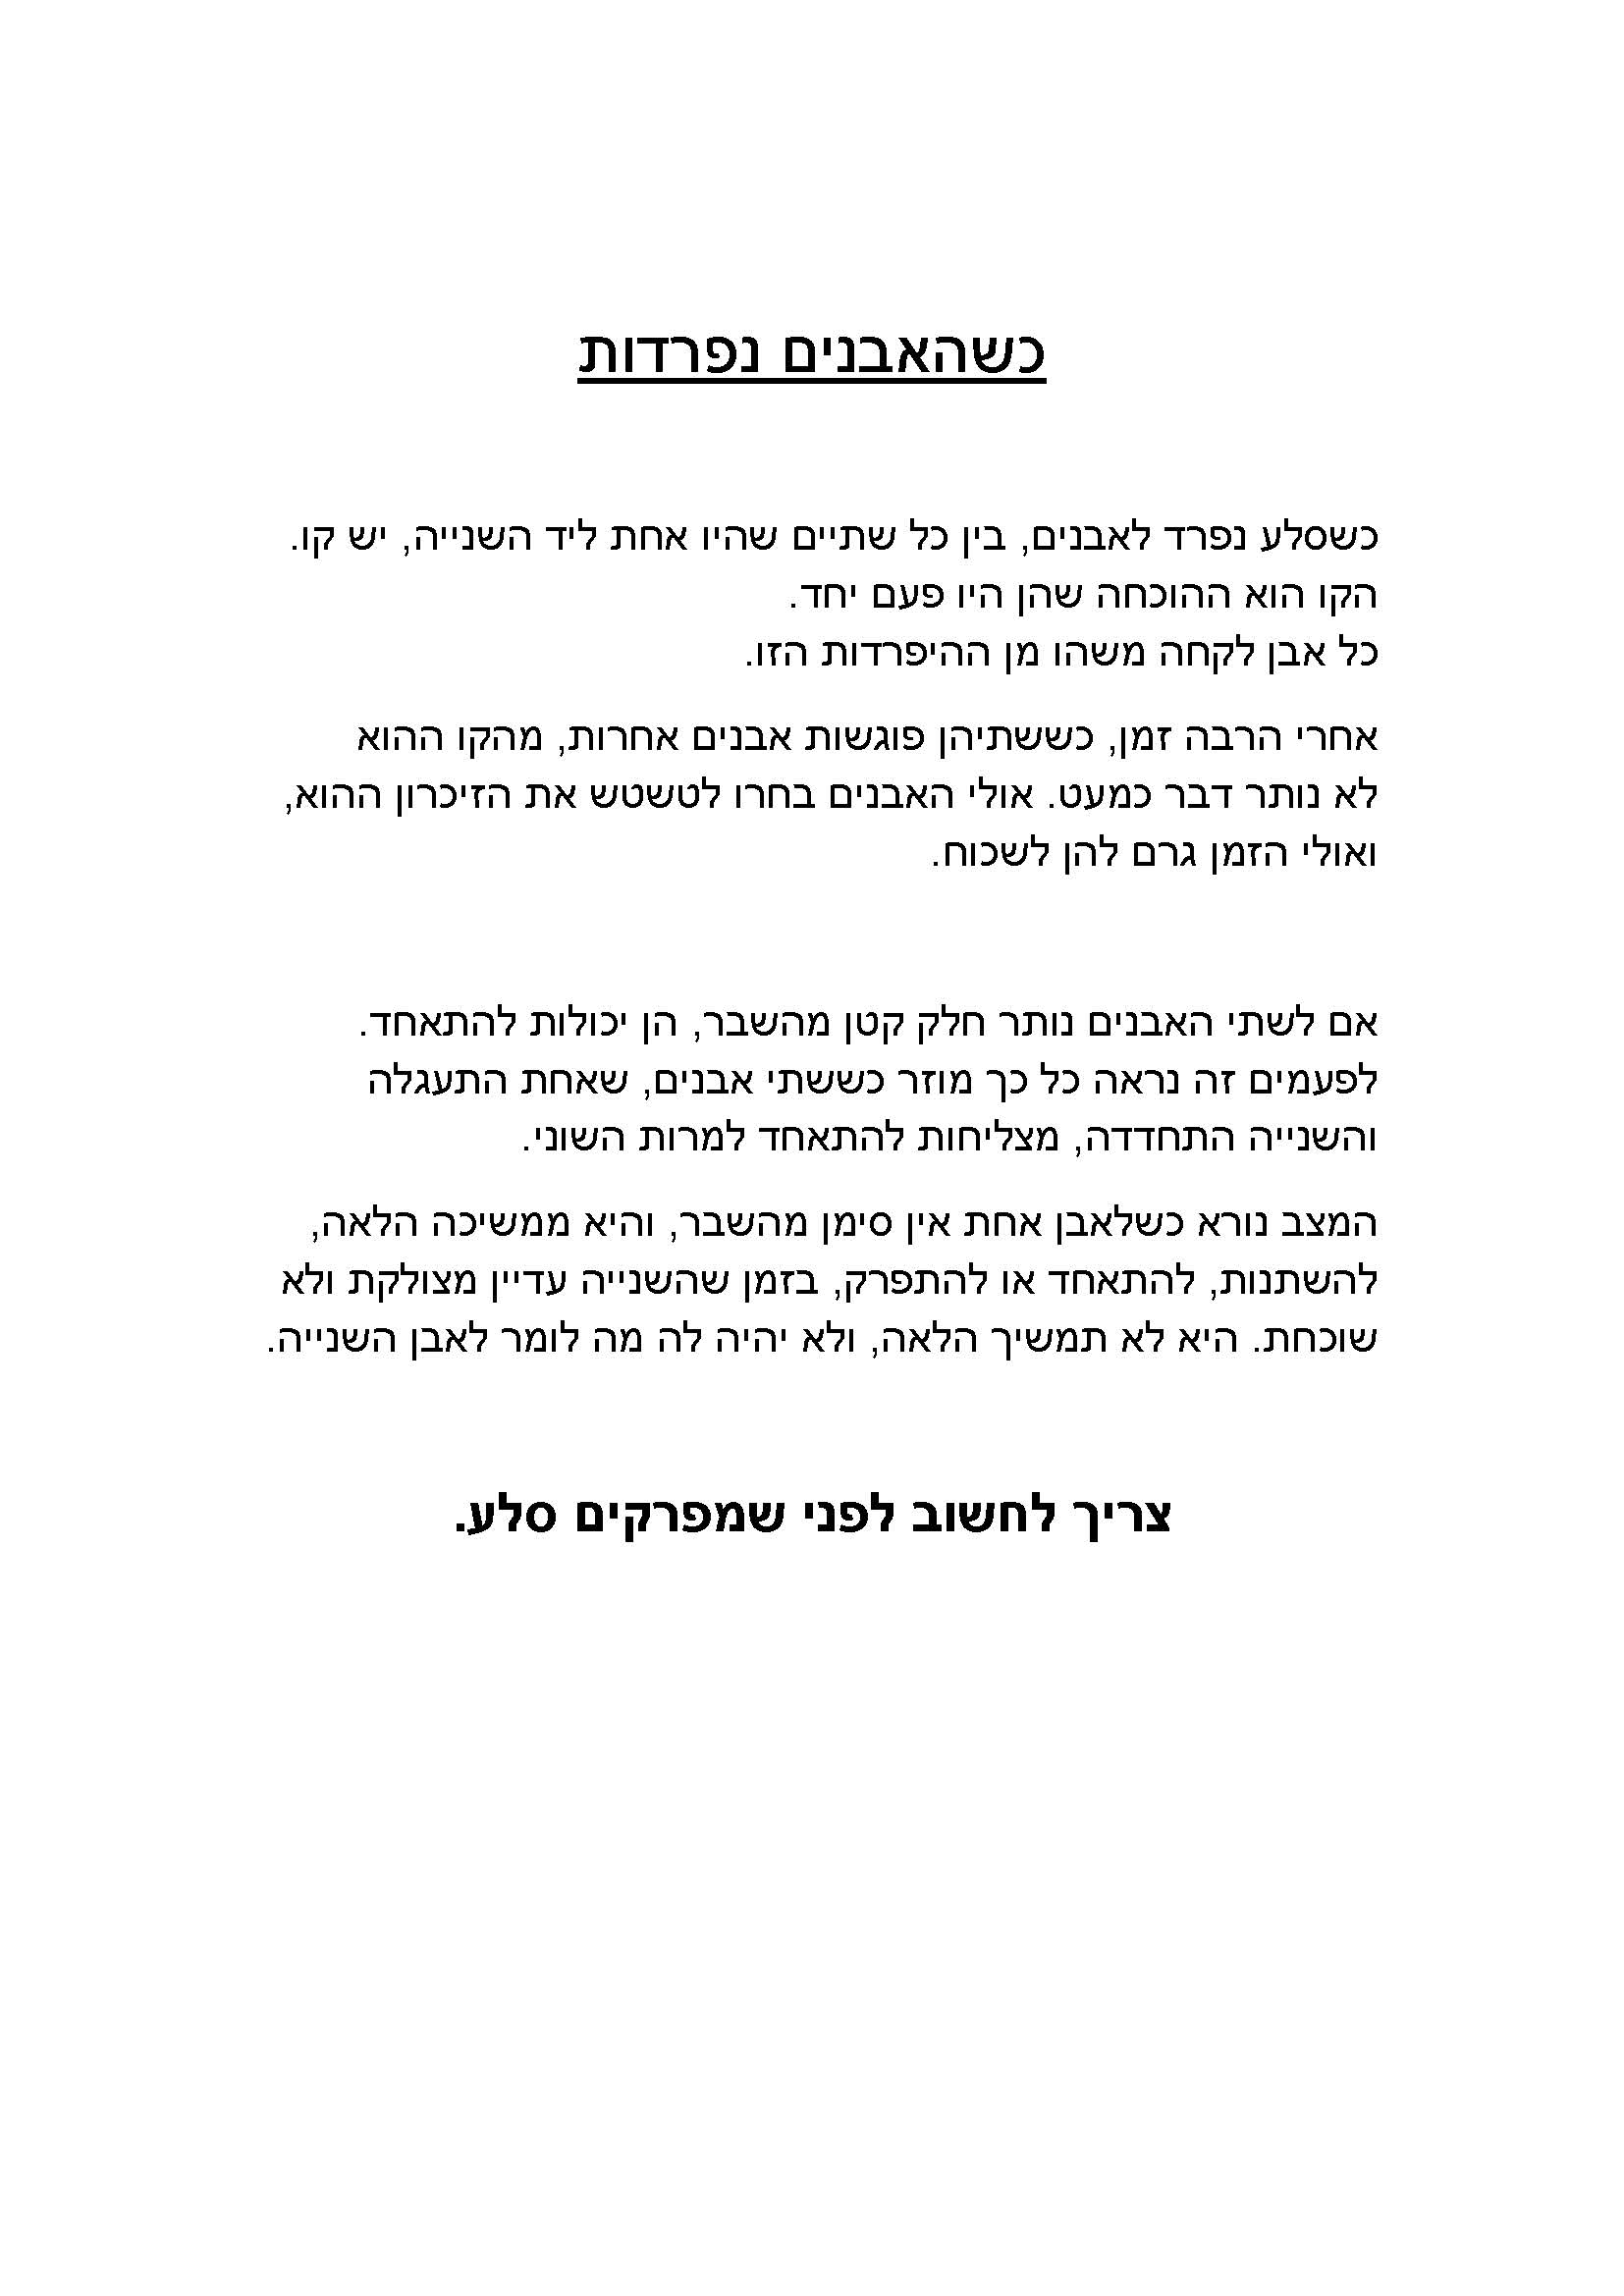 כשהאבנים נפרדות
כשסלע נפרד לאבנים, בין כל שתיים שהיו אחת ליד השנייה, יש קו.
הקו הוא ההוכחה שהן היו פעם יחד.
כל אבן לקחה משהו מן ההיפרדות הזו.
אחרי הרבה זמן, כששתיהן פוגשות אבנים אחרות, מהקו ההוא
לא נותר דבר כמעט. אולי האבנים בחרו לטשטש את הזיכרון ההוא,
ואולי הזמן גרם להן לשכוח.
אם לשתי האבנים נותר חלק קטן מהשבר, הן יכולות להתאחד.
לפעמים זה נראה כל כך מוזר כששתי אבנים, שאחת התעגלה
והשנייה התחדדה, מצליחות להתאחד למרות השוני.
המצב נורא כשלאבן אחת אין סימן מהשבר, והיא ממשיכה הלאה,
להשתנות, להתאחד או להתפרק, בזמן שהשנייה עדיין מצולקת ולא
שוכחת. היא לא תמשיך הלאה, ולא יהיה לה מה לומר לאבן השנייה.
צריך לחשוב לפני שמפרקים סלע.